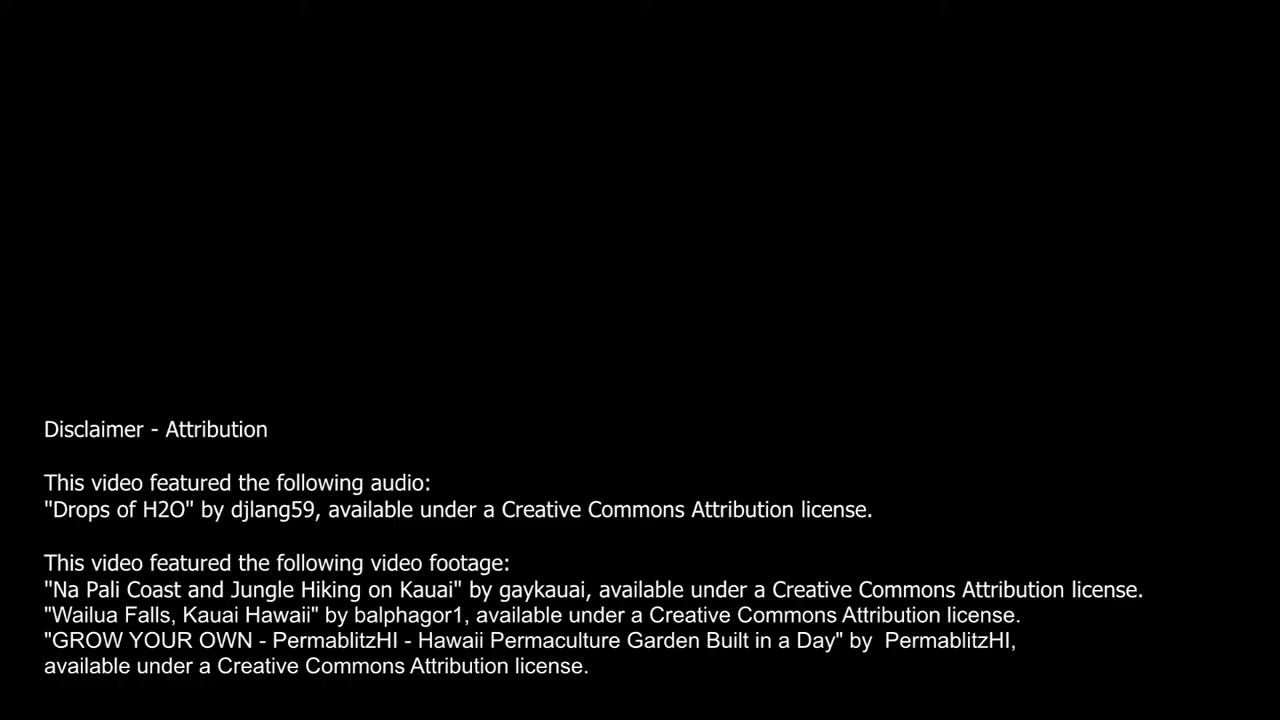 Disclaimer - Attribution
This video featured the following audio:
"Drops of H2O" by djlang59, available under a Creative Commons Attribution license.
This video featured the following video footage:
"Na Pali Coast and Jungle Hiking on Kauai" by gaykauai, available under a Creative Commons Attribution license.
"Wailua Falls, Kauai Hawaii" by balphagor1, available under a Creative Commons Attribution license.
"GROW YOUR OWN - PermablitzHI - Hawaii Permaculture Garden Built in a Day" by  PermablitzHI,
available under a Creative Commons Attribution license.